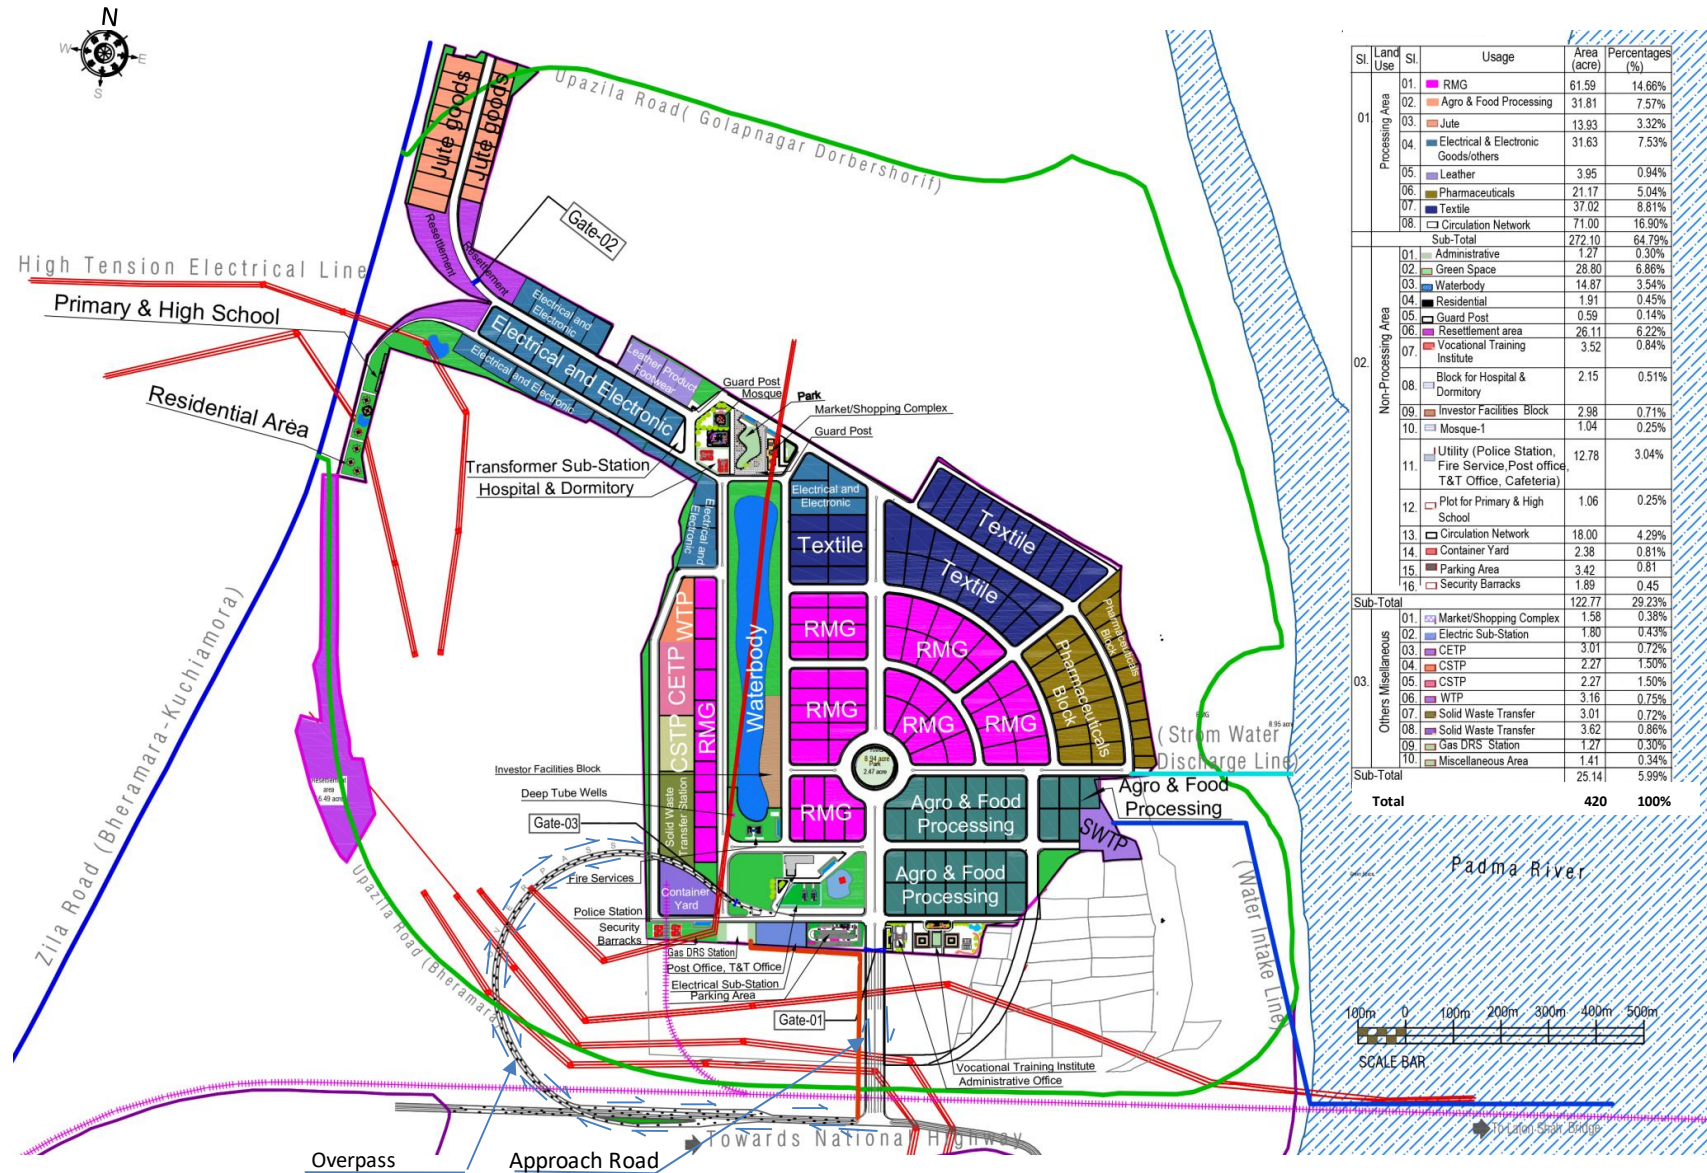 N
W
E
S
Upazila Road( Golapnagar Dorbershorif)
Jute goods
Jute goods
Resettlement
Resettlement
Gate-02
High Tension Electrical Line
Primary & High School
Residential Area
Electrical and
Electronic
Electrical and Electronic
Electrical and Electronic
Leather Product
Footwear
Guard Post
Mosque
Park
Market/Shopping Complex
Guard Post
Transformer Sub-Station
Hospital & Dormitory
Electrical and
Electronic
Electrical and
Electronic
Textile
Textile
Textile
WTP
CETP
CSTP
Solid Waste
Transfer Station
RMG
Waterbody
RMG
RMG
RMG
RMG
RMG
RMG
Pharmaceuticals
Block
Pharmaceuticals
Block
8.94 acre
Park
2.47 acre
8.95 acre
(Strom Water
Discharge Line)
Agro & Food
Processing
Agro & Food
Processing
Agro & Food
Processing
SWTP
Investor Facilities Block
Deep Tube Wells
Gate-03
Fire Services
Container
Yard
Police Station
Security
Barracks
Gas DRS Station
Post Office, T&T Office
Electrical Sub-Station
Parking Area
Gate-01
Vocational Training Institute
Administrative Office
Resettlement
area
6.49 acre
Zila Road (Bheramara-Kuchiamora)
Upazila Road (Bheramara
(Water Intake Line)
Padma River
100m 0 100m 200m 300m 400m 500m
SCALE BAR
To Lalon Shah Bridge
Towards National Highway
Overpass
Approach Road
Sl. Land Use Sl. Usage Area (acre) Percentages (%)
01 Processing Area
01. RMG 61.59 14.66%
02. Agro & Food Processing 31.81 7.57%
03. Jute 13.93 3.32%
04. Electrical & Electronic Goods/others 31.63 7.53%
05. Leather 3.95 0.94%
06. Pharmaceuticals 21.17 5.04%
07. Textile 37.02 8.81%
08. Circulation Network 71.00 16.90%
Sub-Total 272.10 64.79%
02. Non-Processing Area
01. Administrative 1.27 0.30%
02. Green Space 28.80 6.86%
03. Waterbody 14.87 3.54%
04. Residential 1.91 0.45%
05. Guard Post 0.59 0.14%
06. Resettlement area 26.11 6.22%
07. Vocational Training Institute 3.52 0.84%
08. Block for Hospital & Dormitory 2.15 0.51%
09. Investor Facilities Block 2.98 0.71%
10. Mosque-1 1.04 0.25%
11. Utility (Police Station, Fire Service,Post office, T&T Office, Cafeteria) 12.78 3.04%
12. Plot for Primary & High School 1.06 0.25%
13. Circulation Network 18.00 4.29%
14. Container Yard 2.38 0.81%
15. Parking Area 3.42 0.81
16. Security Barracks 1.89 0.45
Sub-Total 122.77 29.23%
03. Others Misellaneous
01. Market/Shopping Complex 1.58 0.38%
02. Electric Sub-Station 1.80 0.43%
03. CETP 3.01 0.72%
04. CSTP 2.27 1.50%
05. CSTP 2.27 1.50%
06. WTP 3.16 0.75%
07. Solid Waste Transfer 3.01 0.72%
08. Solid Waste Transfer 3.62 0.86%
09. Gas DRS Station 1.27 0.30%
10. Miscellaneous Area 1.41 0.34%
Sub-Total 25.14 5.99%
Total 420 100%